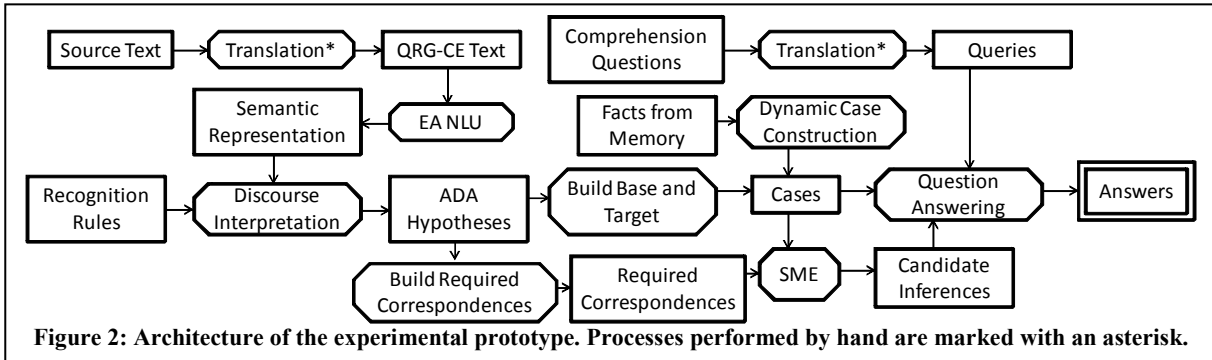 Source Text
Translation*
QRG-CE Text
Comprehension
Questions
Translation*
Queries
Semantic
Representation
EA NLU
Facts from
Memory
Dynamic Case
Construction
Recognition
Rules
Discourse
Interpretation
ADA
Hypotheses
Build Base and
Target
Cases
Question
Answering
Answers
Build Required
Correspondences
Required
Correspondences
SME
Candidate
Inferences
Figure 2: Architecture of the experimental prototype. Processes performed by hand are marked with an asterisk.